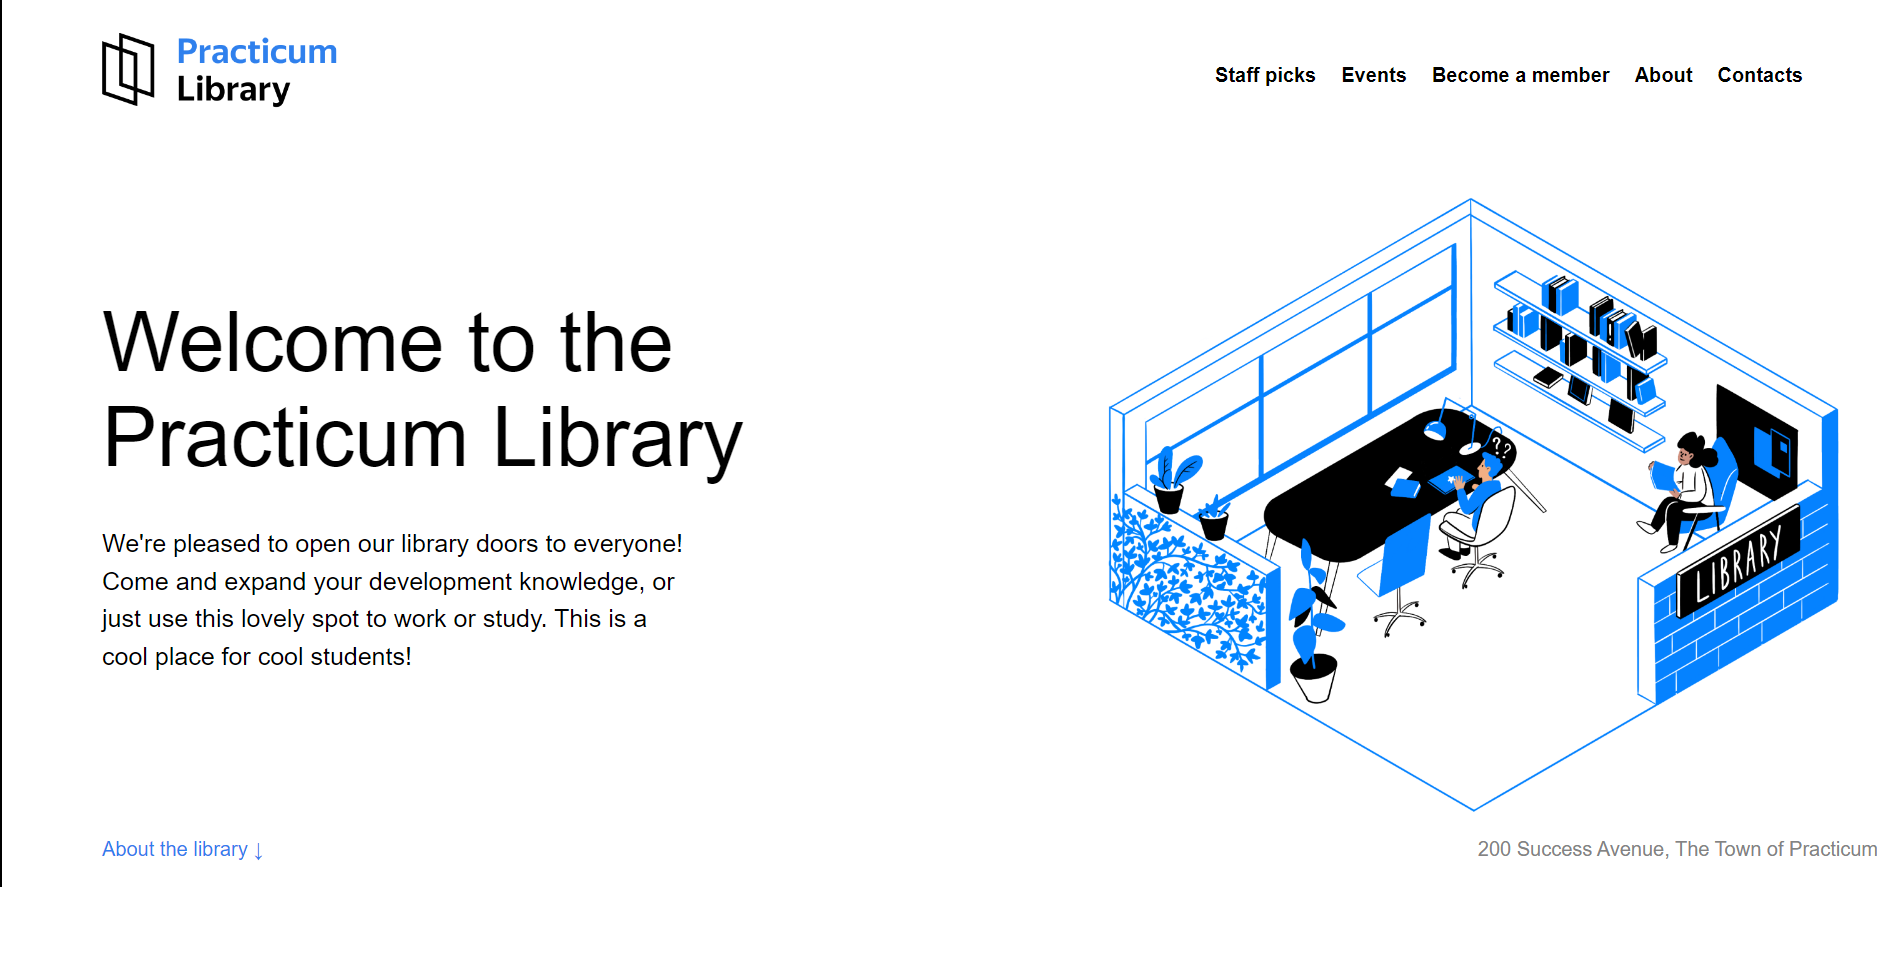 Practicum
Library
Staff picks Events Become a member About Contacts
Welcome to the
Practicum Library
We're pleased to open our library doors to everyone!
Come and expand your development knowledge, or
just use this lovely spot to work or study. This is a
cool place for cool students!
??
LIBRARY
About the library ↓
200 Success Avenue, The Town of Practicum